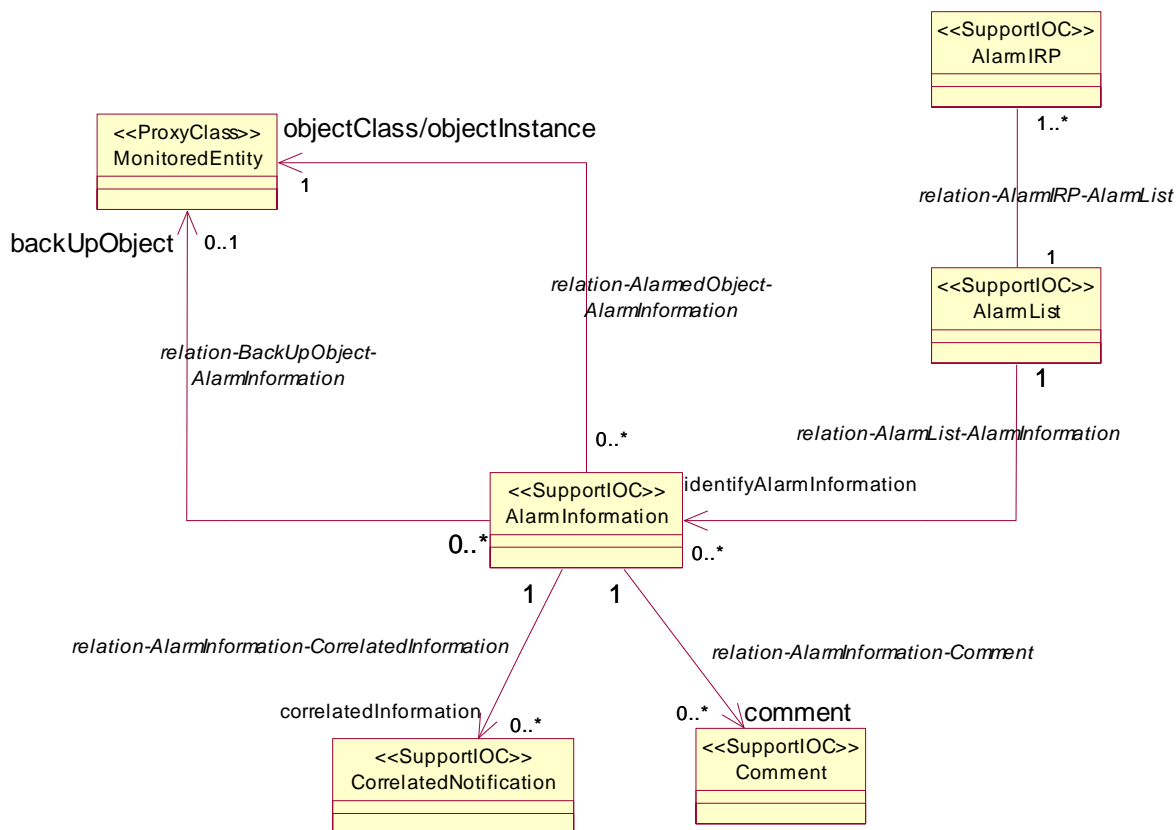 <<SupportIOC>>
AlarmIRP
1..*
relation-AlarmIRP-AlarmList
1
<<SupportIOC>>
AlarmList
1
relation-AlarmList-AlarmInformation
<<ProxyClass>>
MonitoredEntity
objectClass/objectInstance
1
backUpObject
0..1
relation-AlarmedObject-
AlarmInformation
relation-BackUpObject-
AlarmInformation
0..*
<<SupportIOC>>
AlarmInformation
identifyAlarmInformation
0..*
0..*
1
1
relation-AlarmInformation-CorrelatedInformation
relation-AlarmInformation-Comment
correlatedInformation
0..*
0..*
comment
<<SupportIOC>>
CorrelatedNotification
<<SupportIOC>>
Comment